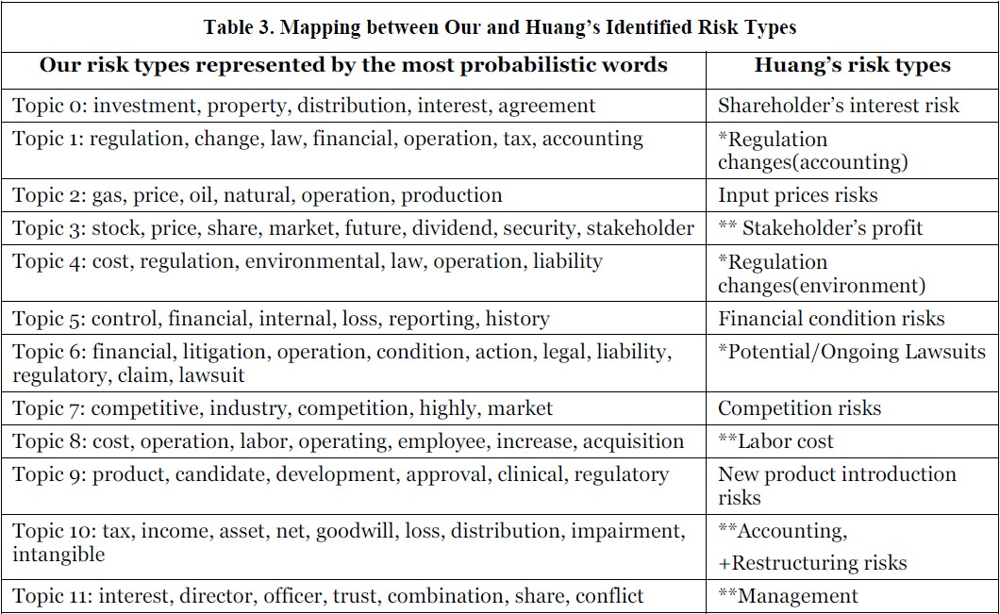 Table 3. Mapping between Our and Huang's Identified Risk Types
Our risk types represented by the most probabilistic words
Huang's risk types
Topic 0: investment, property, distribution, interest, agreement
Shareholder's interest risk
Topic 1: regulation, change, law, financial, operation, tax, accounting
*Regulation
changes(accounting)
Topic 2: gas, price, oil, natural, operation, production
Input prices risks
Topic 3: stock, price, share, market, future, dividend, security, stakeholder
** Stakeholder's profit
Topic 4: cost, regulation, environmental, law, operation, liability
*Regulation
changes(environment)
Topic 5: control, financial, internal, loss, reporting, history
Financial condition risks
Topic 6: financial, litigation, operation, condition, action, legal, liability,
regulatory, claim, lawsuit
*Potential/Ongoing Lawsuits
Topic 7: competitive, industry, competition, highly, market
Competition risks
Topic 8: cost, operation, labor, operating, employee, increase, acquisition
**Labor cost
Topic 9: product, candidate, development, approval, clinical, regulatory
New product introduction
risks
Topic 10: tax, income, asset, net, goodwill, loss, distribution, impairment,
intangible
**Accounting,
+Restructuring risks
Topic 11: interest, director, officer, trust, combination, share, conflict
**Management